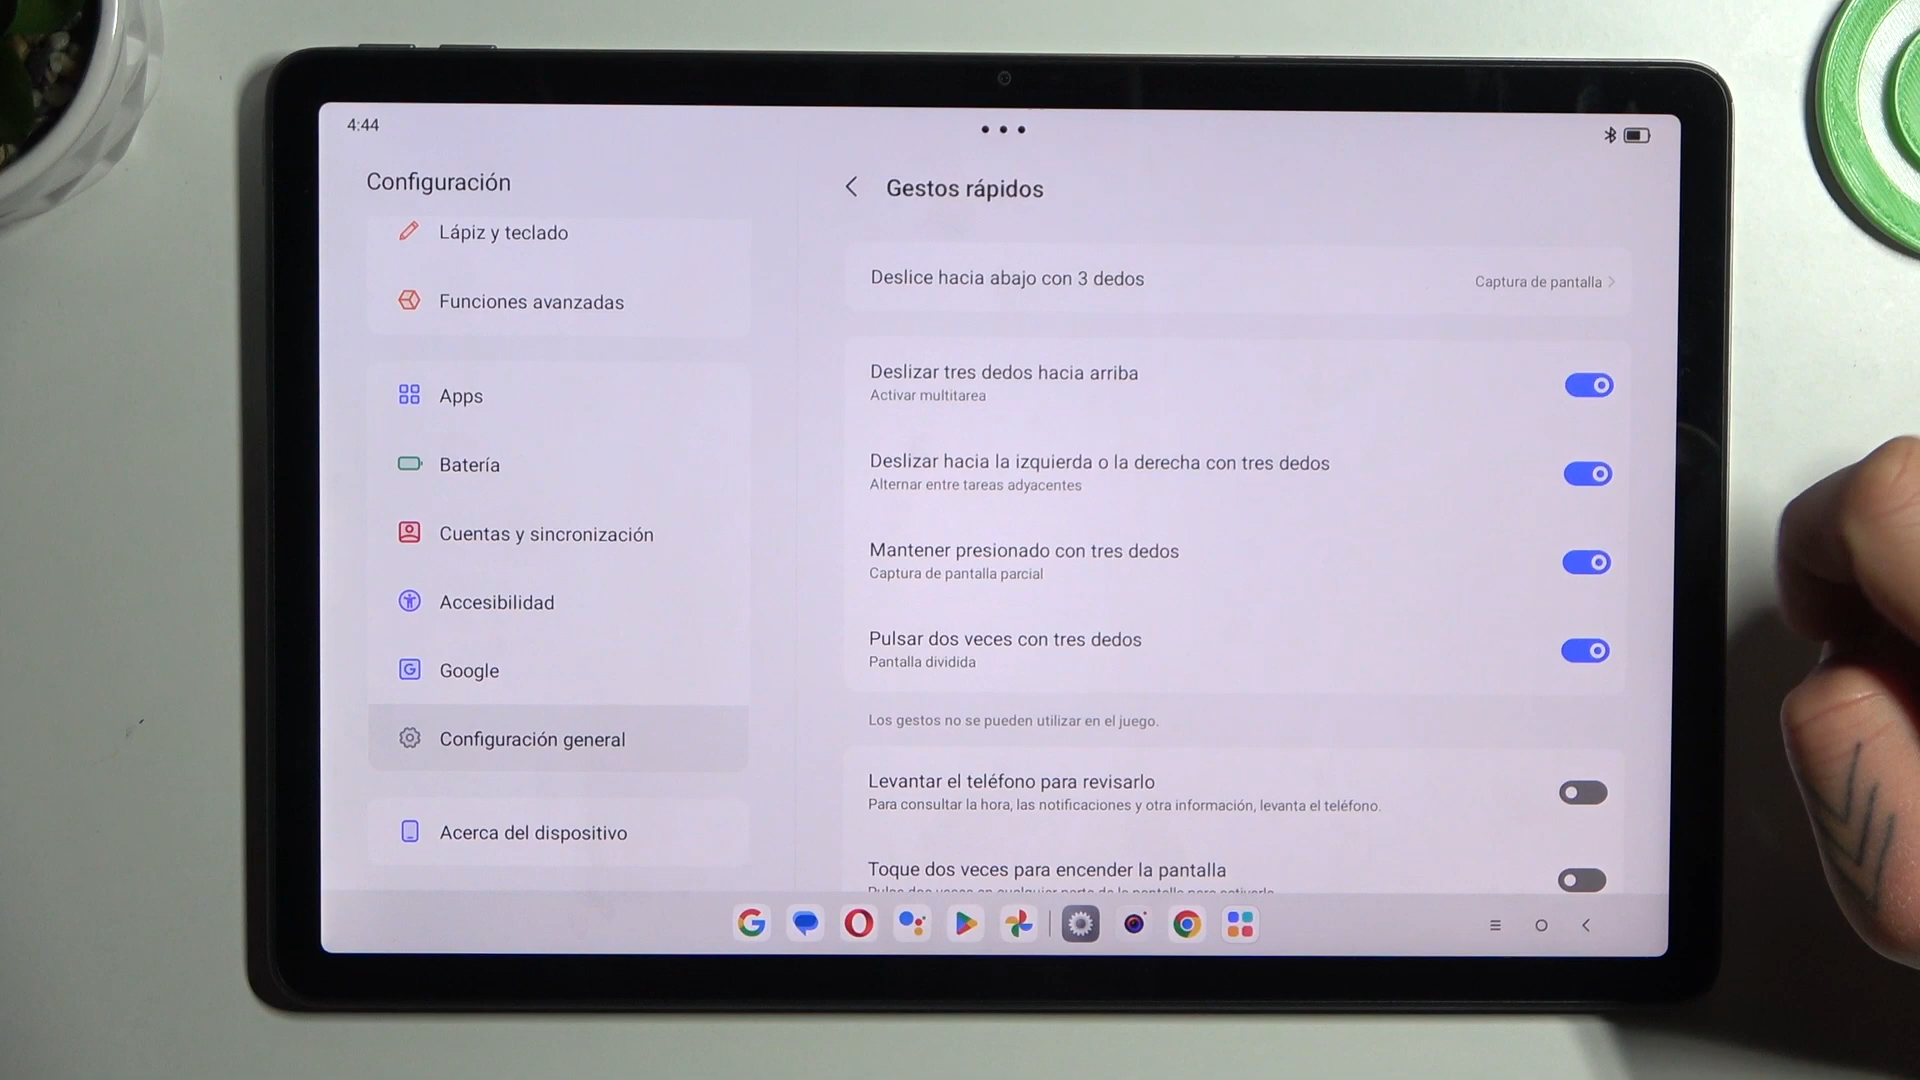 4:44
Configuración
Lápiz y teclado
Funciones avanzadas
Apps
Batería
Cuentas y sincronización
Accesibilidad
Google
Configuración general
Acerca del dispositivo
Gestos rápidos
Deslice hacia abajo con 3 dedos
Captura de pantalla
Deslizar tres dedos hacia arriba
Activar multitarea
Deslizar hacia la izquierda o la derecha con tres dedos
Alternar entre tareas adyacentes
Mantener presionado con tres dedos
Captura de pantalla parcial
Pulsar dos veces con tres dedos
Pantalla dividida
Los gestos no se pueden utilizar en el juego.
Levantar el teléfono para revisarlo
Para consultar la hora, las notificaciones y otra información, levanta el teléfono.
Toque dos veces para encender la pantalla